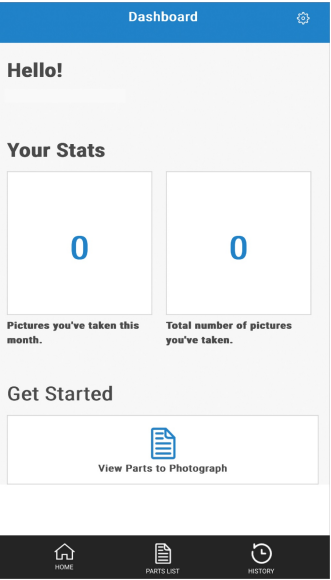 Dashboard
Hello!
Your Stats
0
0
Pictures you've taken this
month.
Total number of pictures
you've taken.
Get Started
View Parts to Photograph
HOME
PARTS LIST
HISTORY